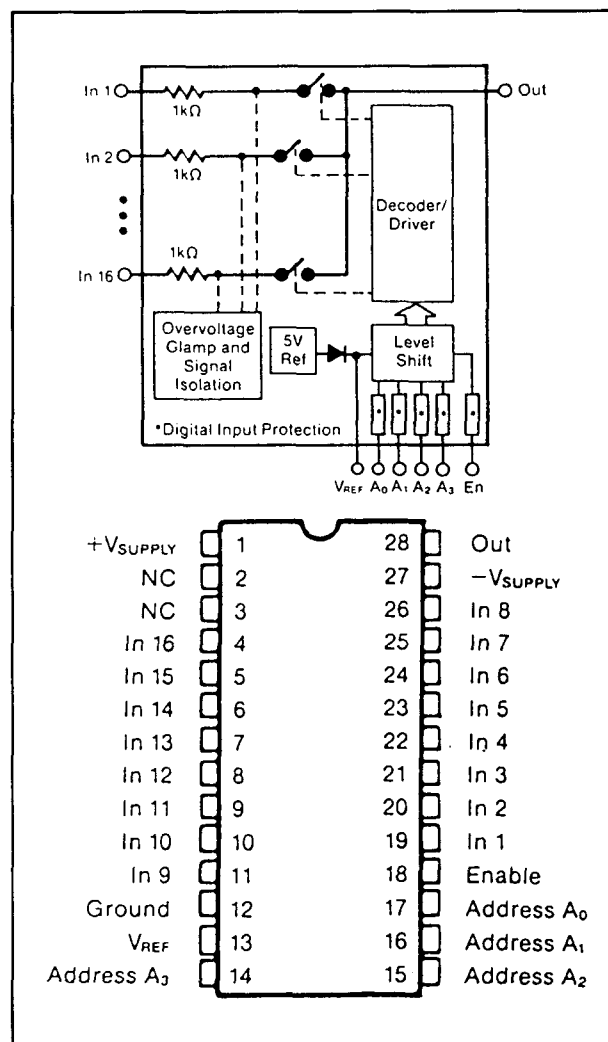 In 1
1kΩ
Out
In 2
1kΩ
Decoder/
Driver
1kΩ
In 16
Overvoltage
Glamp and
Signal
Isolation
5V
Ref
Level
Shift
*Digital Input Protection
VREF A0 A1 A2 A3 En
+VSUPPLY 1 28 Out
NC 2 27 -VSUPPLY
NC 3 26 In 8
In 16 4 25 In 7
In 15 5 24 In 6
In 14 6 23 In 5
In 13 7 22 In 4
In 12 8 21 In 3
In 11 9 20 In 2
In 10 10 19 In 1
In 9 11 18 Enable
Ground 12 17 Address A0
VREF 13 16 Address A1
Address A3 14 15 Address A2